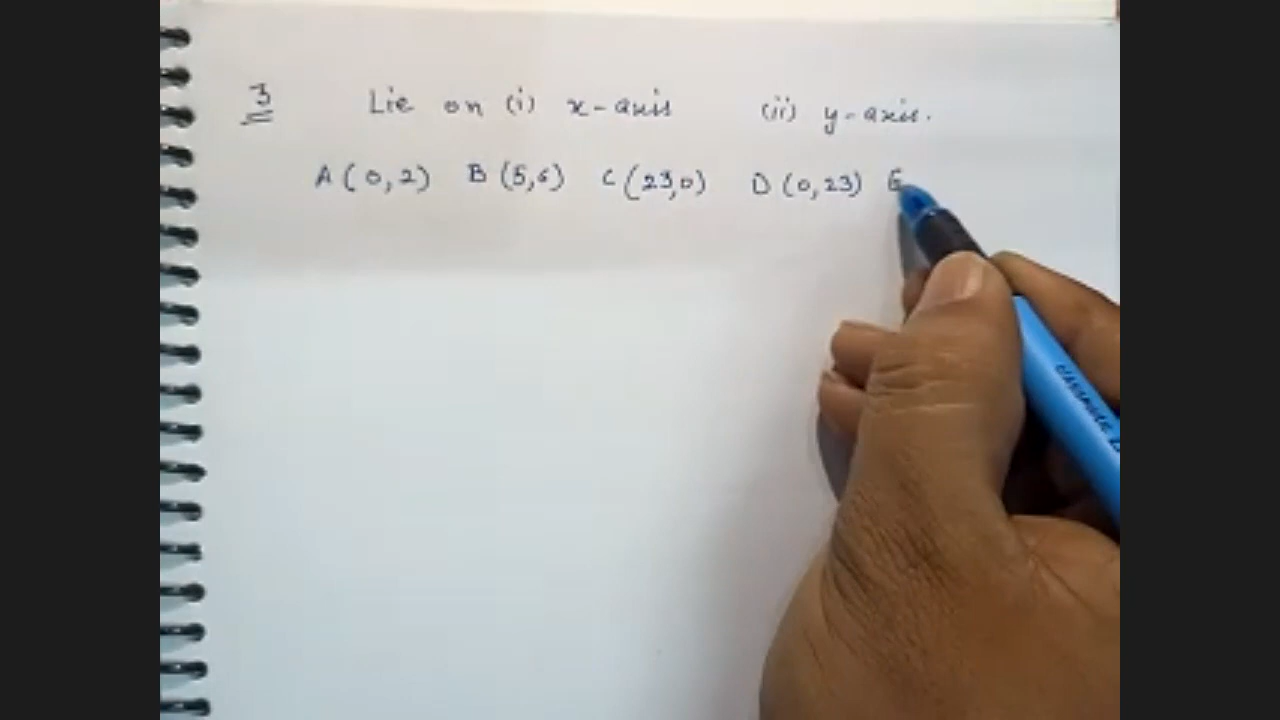 3 Lie on (i) x-axis (ii) y-axis.
A (0,2) B (5,6) C (23,0) D (0,23) E